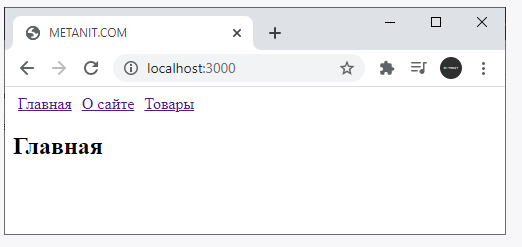 METANIT.COM
localhost:3000
Главная О сайте Товары
Главная